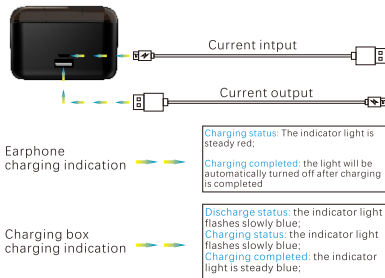 Current intput
Current output
Earphone
charging indication
Charging status: The indicator light is
steady red;
Charging completed: the light will be
automatically turned off after charging
is completed
Charging box
charging indication
Discharge status: the indicator light
flashes slowly blue;
Charging status: the indicator light
flashes slowly blue;
Charging completed: the indicator
light is steady blue;